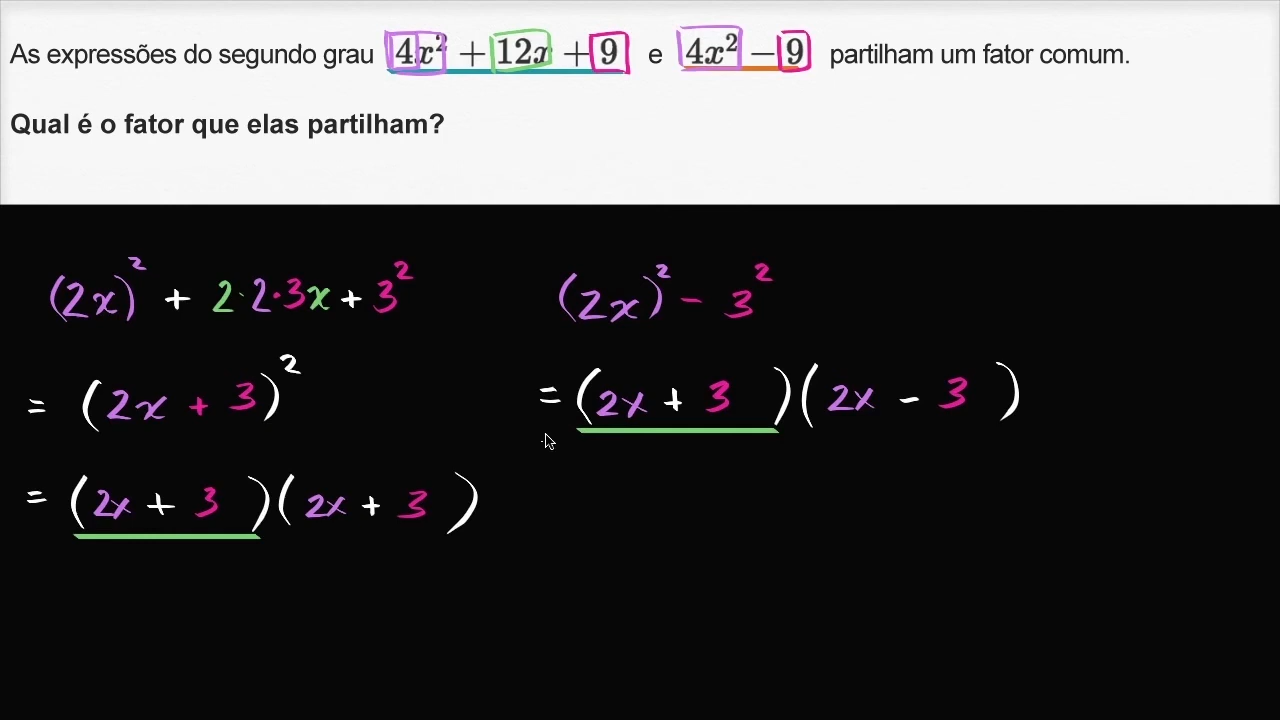 As expressões do segundo grau 4x² + 12x + 9 e 4x² − 9 partilham um fator comum.
Qual é o fator que elas partilham?
(2x)² + 2·2·3x + 3²
(2x)² - 3²
= (2x + 3)²
= (2x + 3)(2x - 3)
= (2x + 3)(2x + 3)